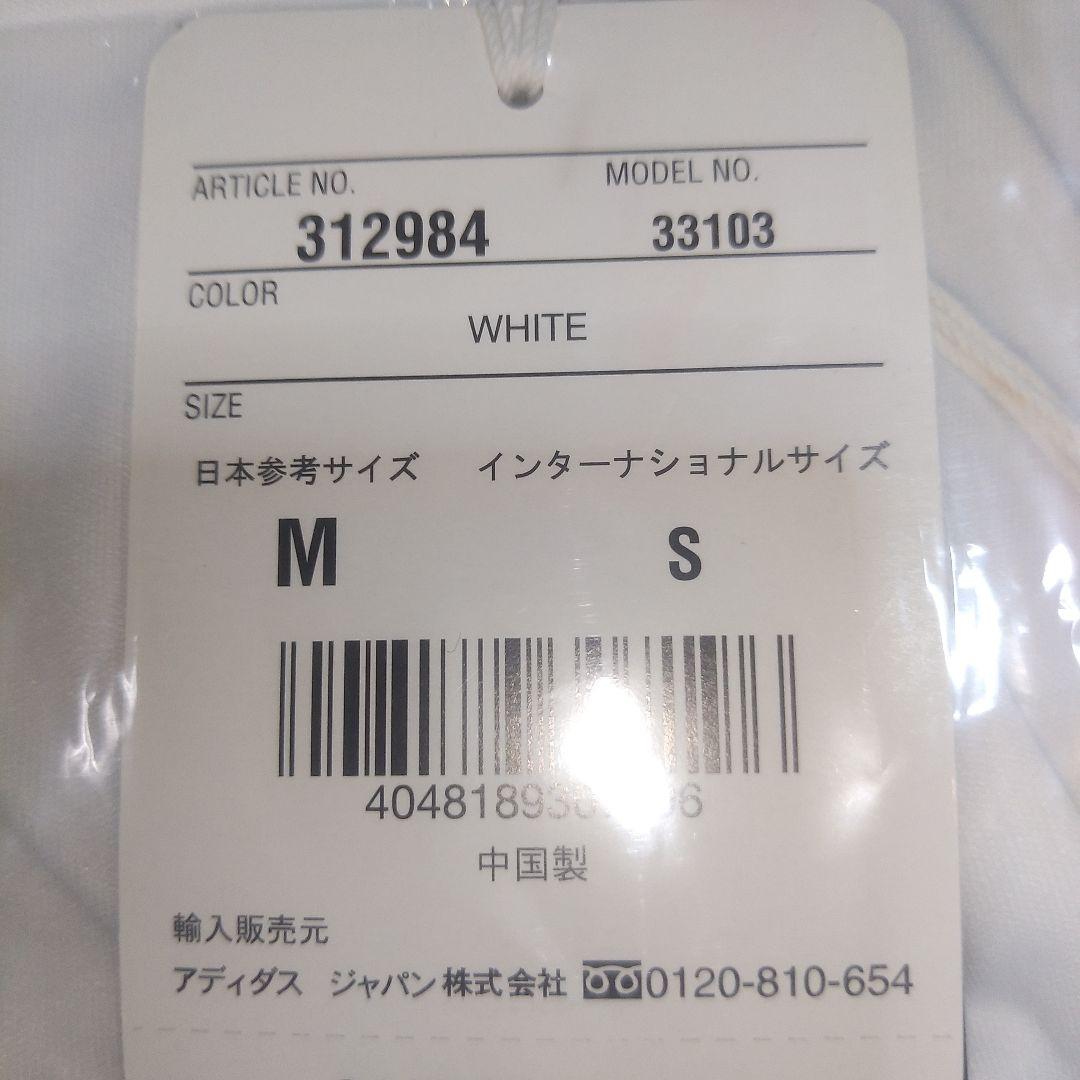 ARTICLE NO. MODEL NO.
312984 33103
COLOR
WHITE
SIZE
日本参考サイズ インターナショナルサイズ
M S
中国製
輸入販売元
アディダス ジャパン株式会社 0120-810-654